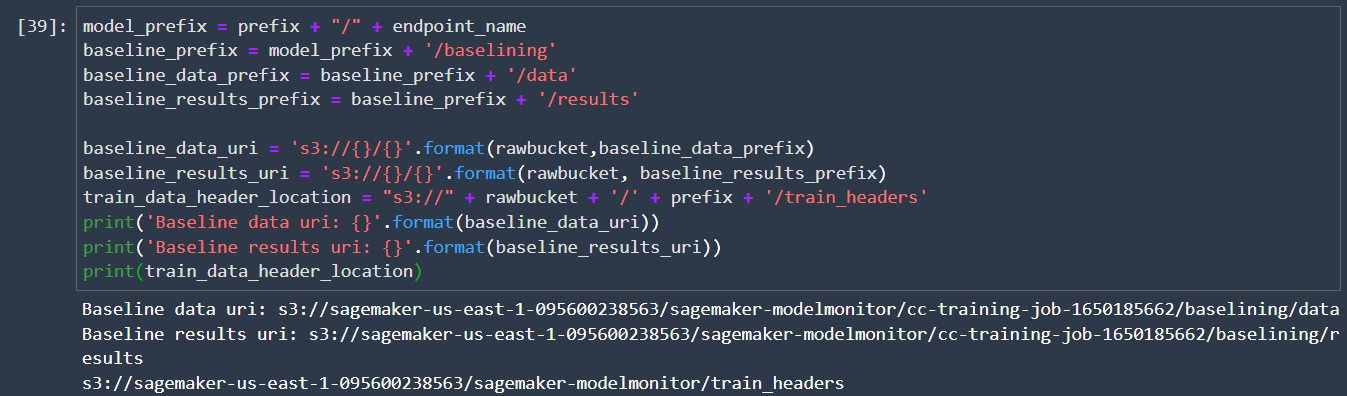 [39]:
model_prefix = prefix + "/" + endpoint_name
baseline_prefix = model_prefix + '/baselining'
baseline_data_prefix = baseline_prefix + '/data'
baseline_results_prefix = baseline_prefix + '/results'

baseline_data_uri = 's3://{}/{}'.format(rawbucket,baseline_data_prefix)
baseline_results_uri = 's3://{}/{}'.format(rawbucket, baseline_results_prefix)
train_data_header_location = "s3://" + rawbucket + '/' + prefix + '/train_headers'
print('Baseline data uri: {}'.format(baseline_data_uri))
print('Baseline results uri: {}'.format(baseline_results_uri))
print(train_data_header_location)
Baseline data uri: s3://sagemaker-us-east-1-095600238563/sagemaker-modelmonitor/cc-training-job-1650185662/baselining/data
Baseline results uri: s3://sagemaker-us-east-1-095600238563/sagemaker-modelmonitor/cc-training-job-1650185662/baselining/r
esults
s3://sagemaker-us-east-1-095600238563/sagemaker-modelmonitor/train_headers